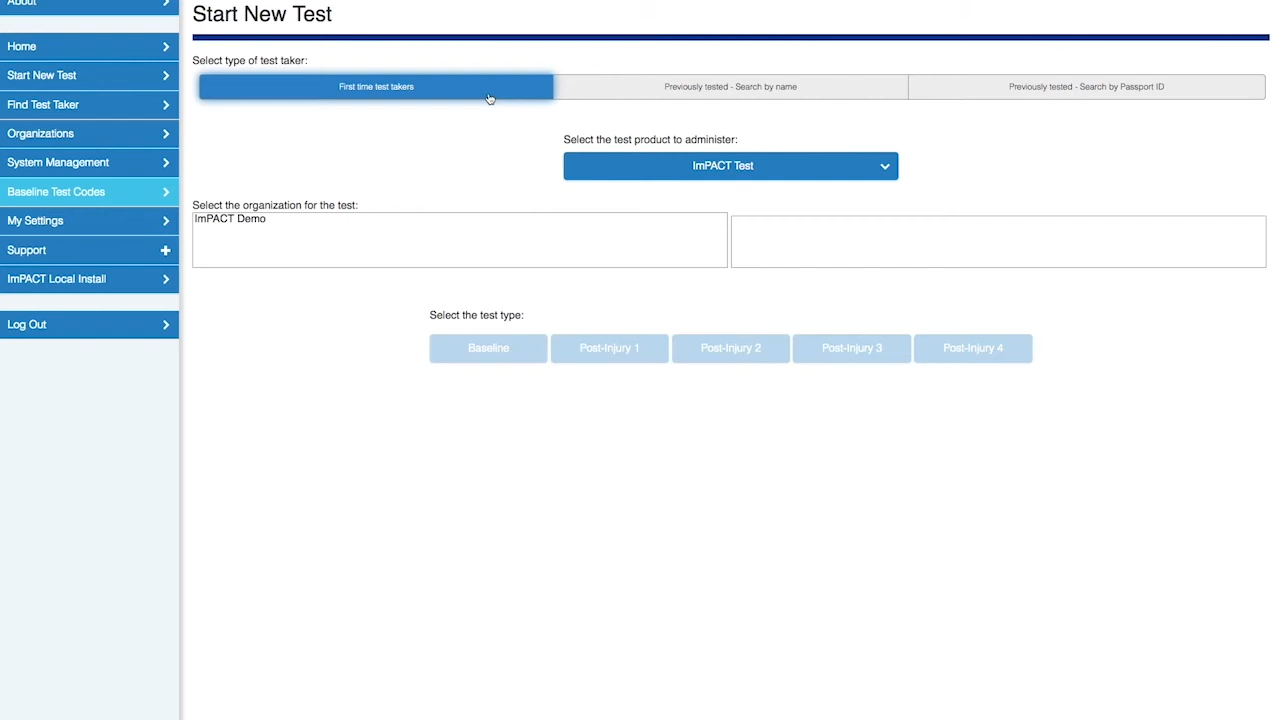 About
Home
Start New Test
Find Test Taker
Organizations
System Management
Baseline Test Codes
My Settings
Support
ImPACT Local Install
Log Out
Start New Test
Select type of test taker:
First time test takers
Previously tested - Search by name
Previously tested - Search by Passport ID
Select the test product to administer:
ImPACT Test
Select the organization for the test:
ImPACT Demo
Select the test type:
Baseline
Post-Injury 1
Post-Injury 2
Post-Injury 3
Post-Injury 4